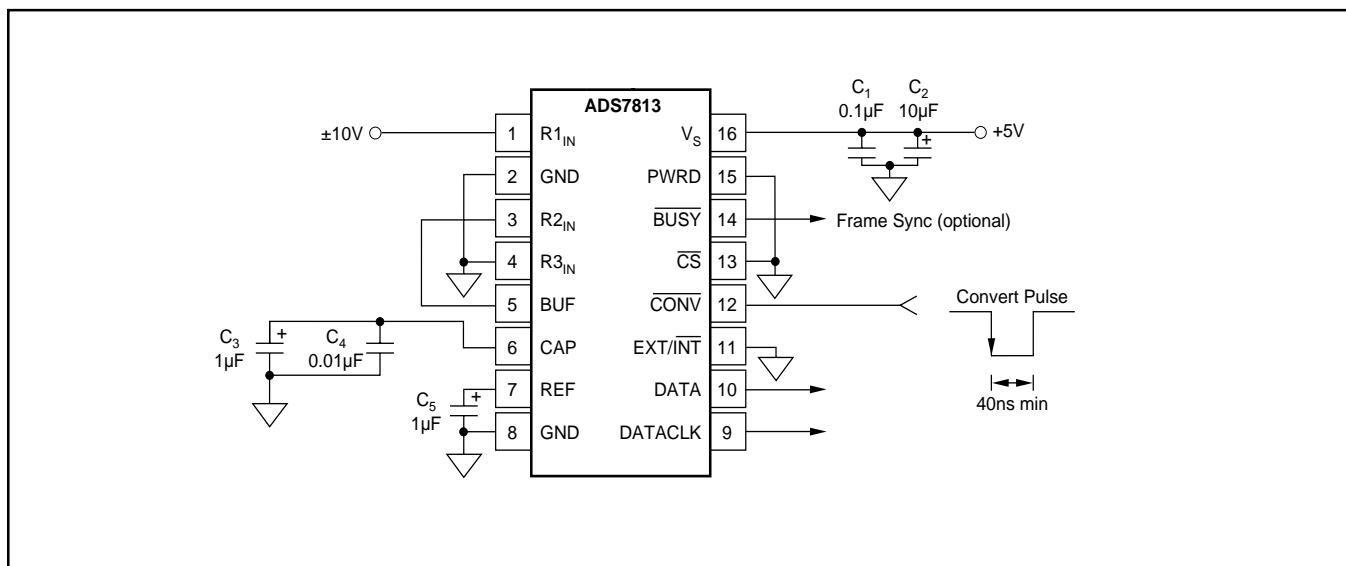 ADS7813
±10V
1 R1IN
2 GND
3 R2IN
4 R3IN
5 BUF
6 CAP
7 REF
8 GND
VS 16
PWRD 15
BUSY 14
CS 13
CONV 12
EXT/INT 11
DATA 10
DATACLK 9
C1
0.1µF
C2
10µF
+
+5V
Frame Sync (optional)
Convert Pulse
40ns min
C3
1µF
+
C4
0.01µF
C5
1µF
+